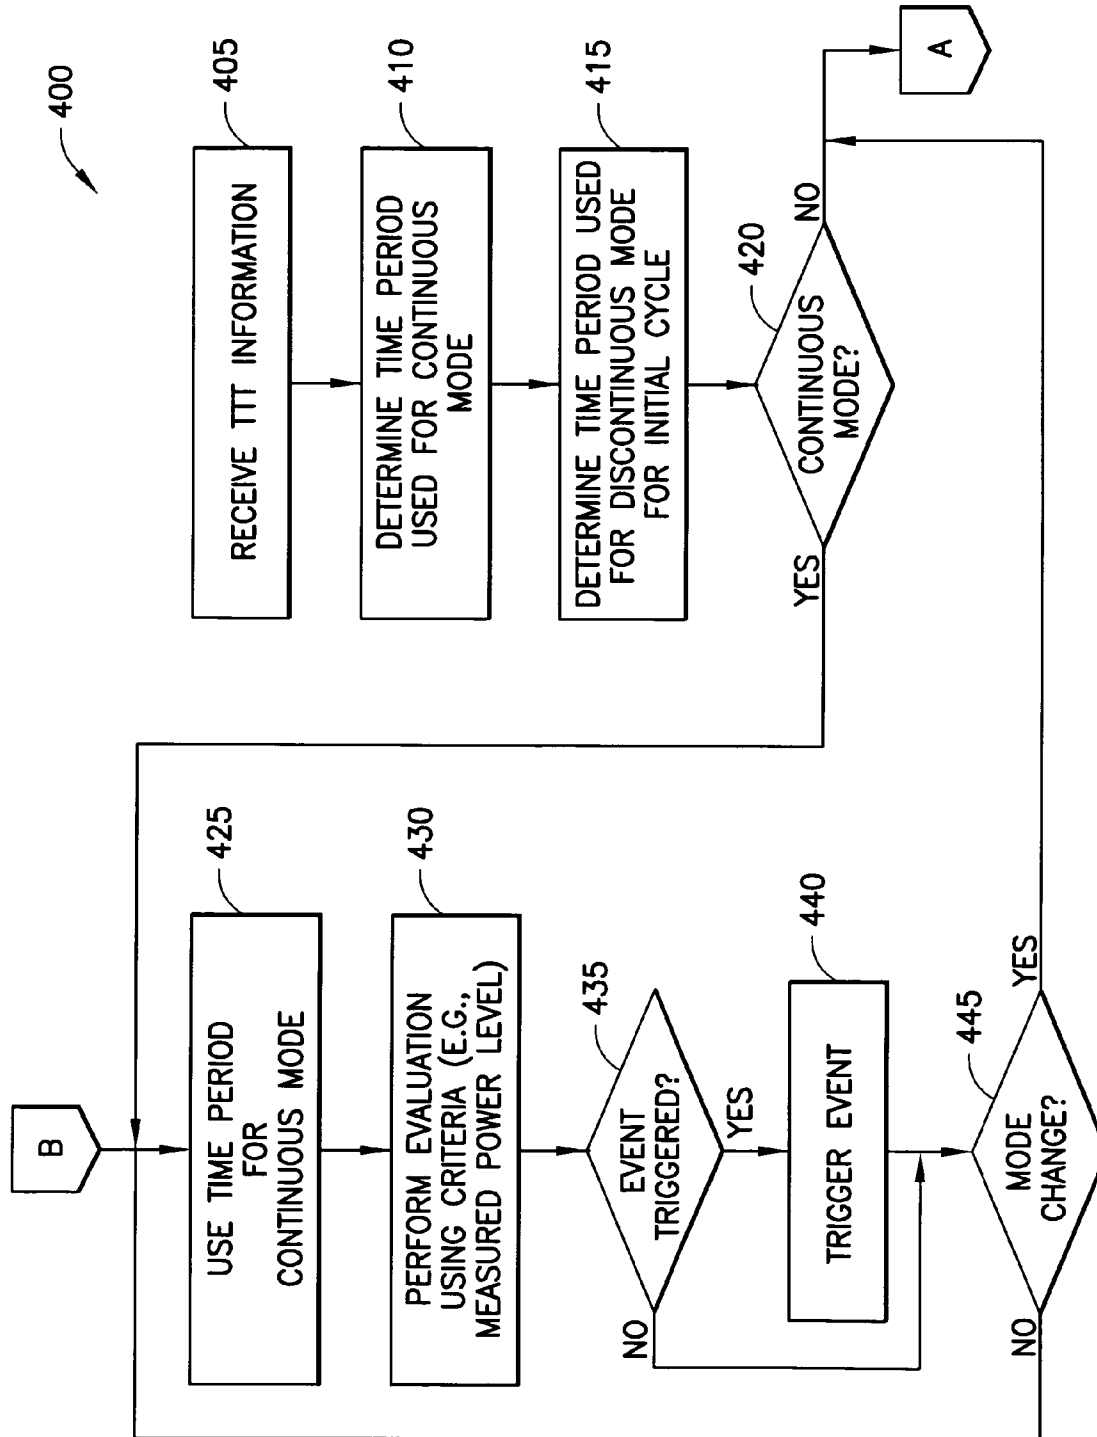 400
RECEIVE TTT INFORMATION
405
DETERMINE TIME PERIOD
USED FOR CONTINUOUS
MODE
410
DETERMINE TIME PERIOD USED
FOR DISCONTINUOUS MODE
FOR INITIAL CYCLE
415
CONTINUOUS
MODE?
420
YES
NO
A
B
USE TIME PERIOD
FOR
CONTINUOUS MODE
425
PERFORM EVALUATION
USING CRITERIA (E.G.,
MEASURED POWER LEVEL)
430
EVENT
TRIGGERED?
435
NO
YES
TRIGGER EVENT
440
MODE
CHANGE?
445
NO
YES